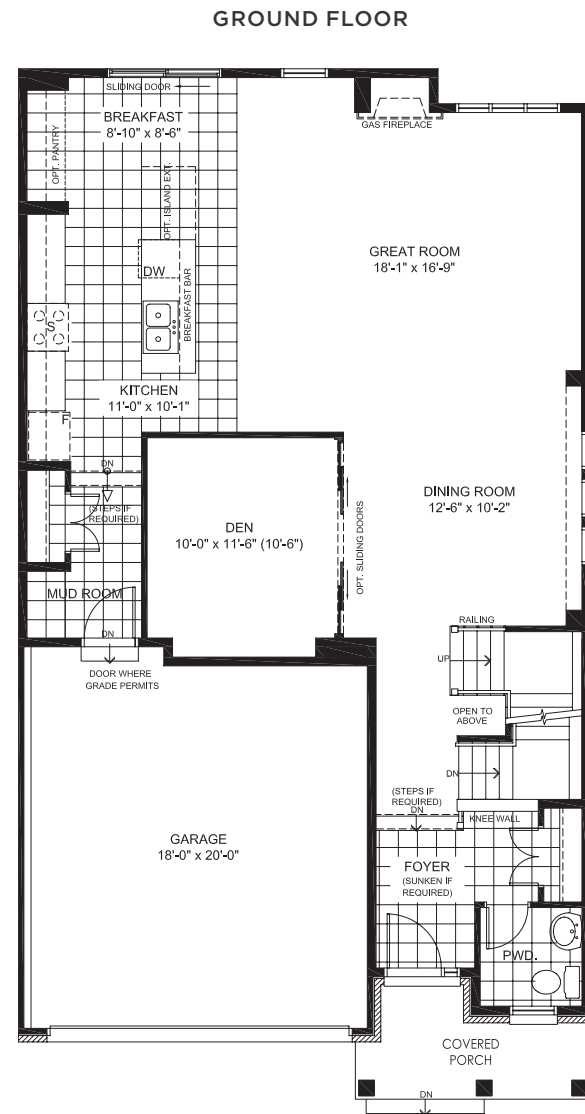 GROUND FLOOR
SLIDING DOOR
BREAKFAST
8'-10" x 8'-6"
OPT. PANTRY
GAS FIREPLACE
OPT. ISLAND EXT.
GREAT ROOM
18'-1" x 16'-9"
DW
BREAKFAST BAR
S
KITCHEN
11'-0" x 10'-1"
F
DN
(STEPS IF
REQUIRED)
DEN
10'-0" x 11'-6" (10'-6")
OPT. SLIDING DOORS
DINING ROOM
12'-6" x 10'-2"
MUD ROOM
DN
DOOR WHERE
GRADE PERMITS
RAILING
UP
OPEN TO
ABOVE
DN
(STEPS IF
REQUIRED)
DN
KNEE WALL
GARAGE
18'-0" x 20'-0"
FOYER
(SUNKEN IF
REQUIRED)
PWD.
COVERED
PORCH
DN